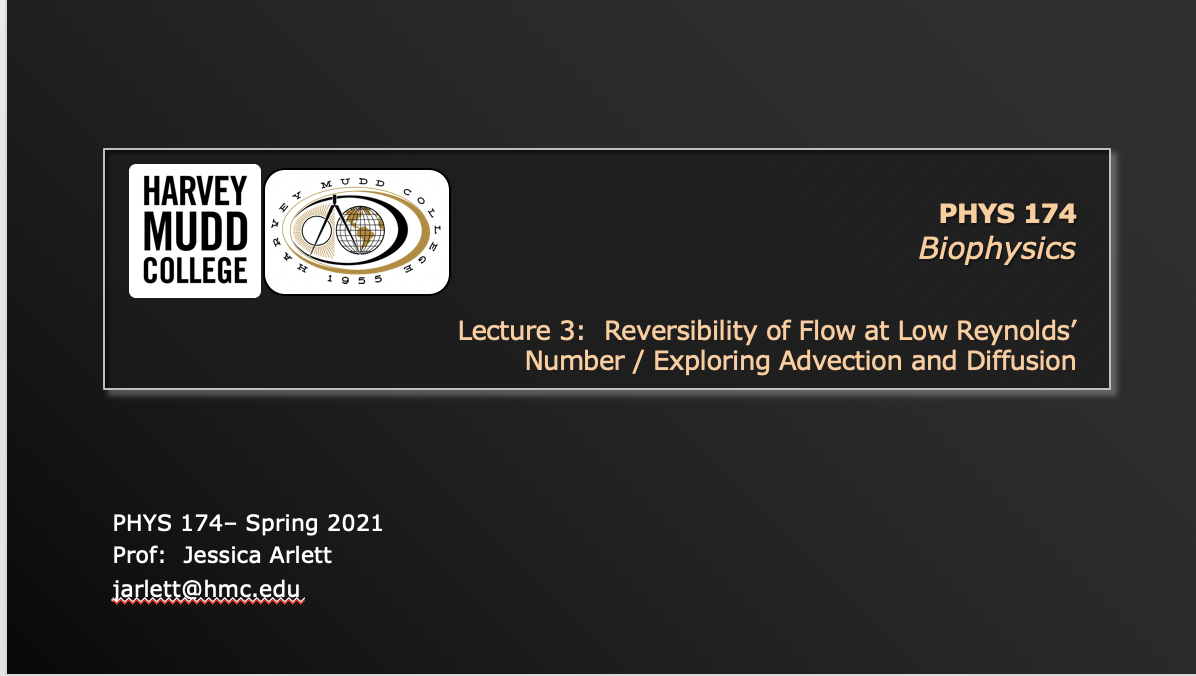 HARVEY
MUDD
COLLEGE
HARVEY MUDD COLLEGE
1955
PHYS 174
Biophysics
Lecture 3:  Reversibility of Flow at Low Reynolds’
Number / Exploring Advection and Diffusion
PHYS 174– Spring 2021
Prof:  Jessica Arlett
jarlett@hmc.edu